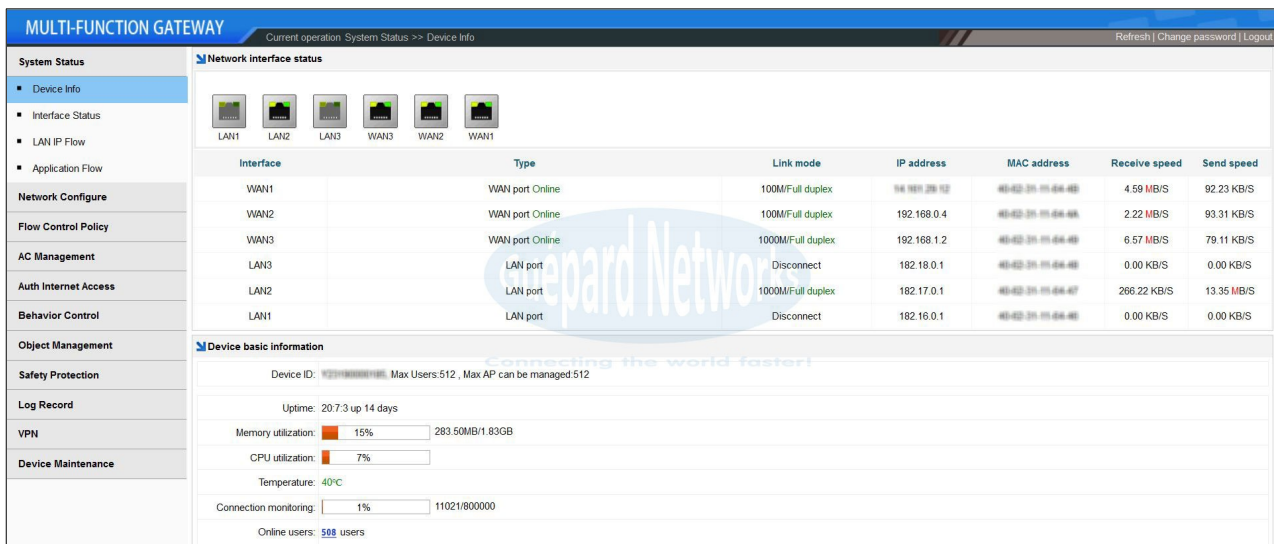 MULTI-FUNCTION GATEWAY
Current operation System Status >> Device Info
Refresh | Change password | Logout
System Status
Device Info
Interface Status
LAN IP Flow
Application Flow
Network Configure
Flow Control Policy
AC Management
Auth Internet Access
Behavior Control
Object Management
Safety Protection
Log Record
VPN
Device Maintenance
Network interface status
LAN1 LAN2 LAN3 WAN3 WAN2 WAN1
Interface Type Link mode IP address MAC address Receive speed Send speed
WAN1 WAN port Online 100M/Full duplex 4.59 MB/S 92.23 KB/S
WAN2 WAN port Online 100M/Full duplex 192.168.0.4 2.22 MB/S 93.31 KB/S
WAN3 WAN port Online 1000M/Full duplex 192.168.1.2 6.57 MB/S 79.11 KB/S
LAN3 LAN port Disconnect 182.18.0.1 0.00 KB/S 0.00 KB/S
LAN2 LAN port 1000M/Full duplex 182.17.0.1 266.22 KB/S 13.35 MB/S
LAN1 LAN port Disconnect 182.16.0.1 0.00 KB/S 0.00 KB/S
Guépard Networks
Connecting the world faster!
Device basic information
Device ID: , Max Users:512 , Max AP can be managed:512
Uptime: 20:7:3 up 14 days
Memory utilization: 15% 283.50MB/1.83GB
CPU utilization: 7%
Temperature: 40°C
Connection monitoring: 1% 11021/800000
Online users: 508 users